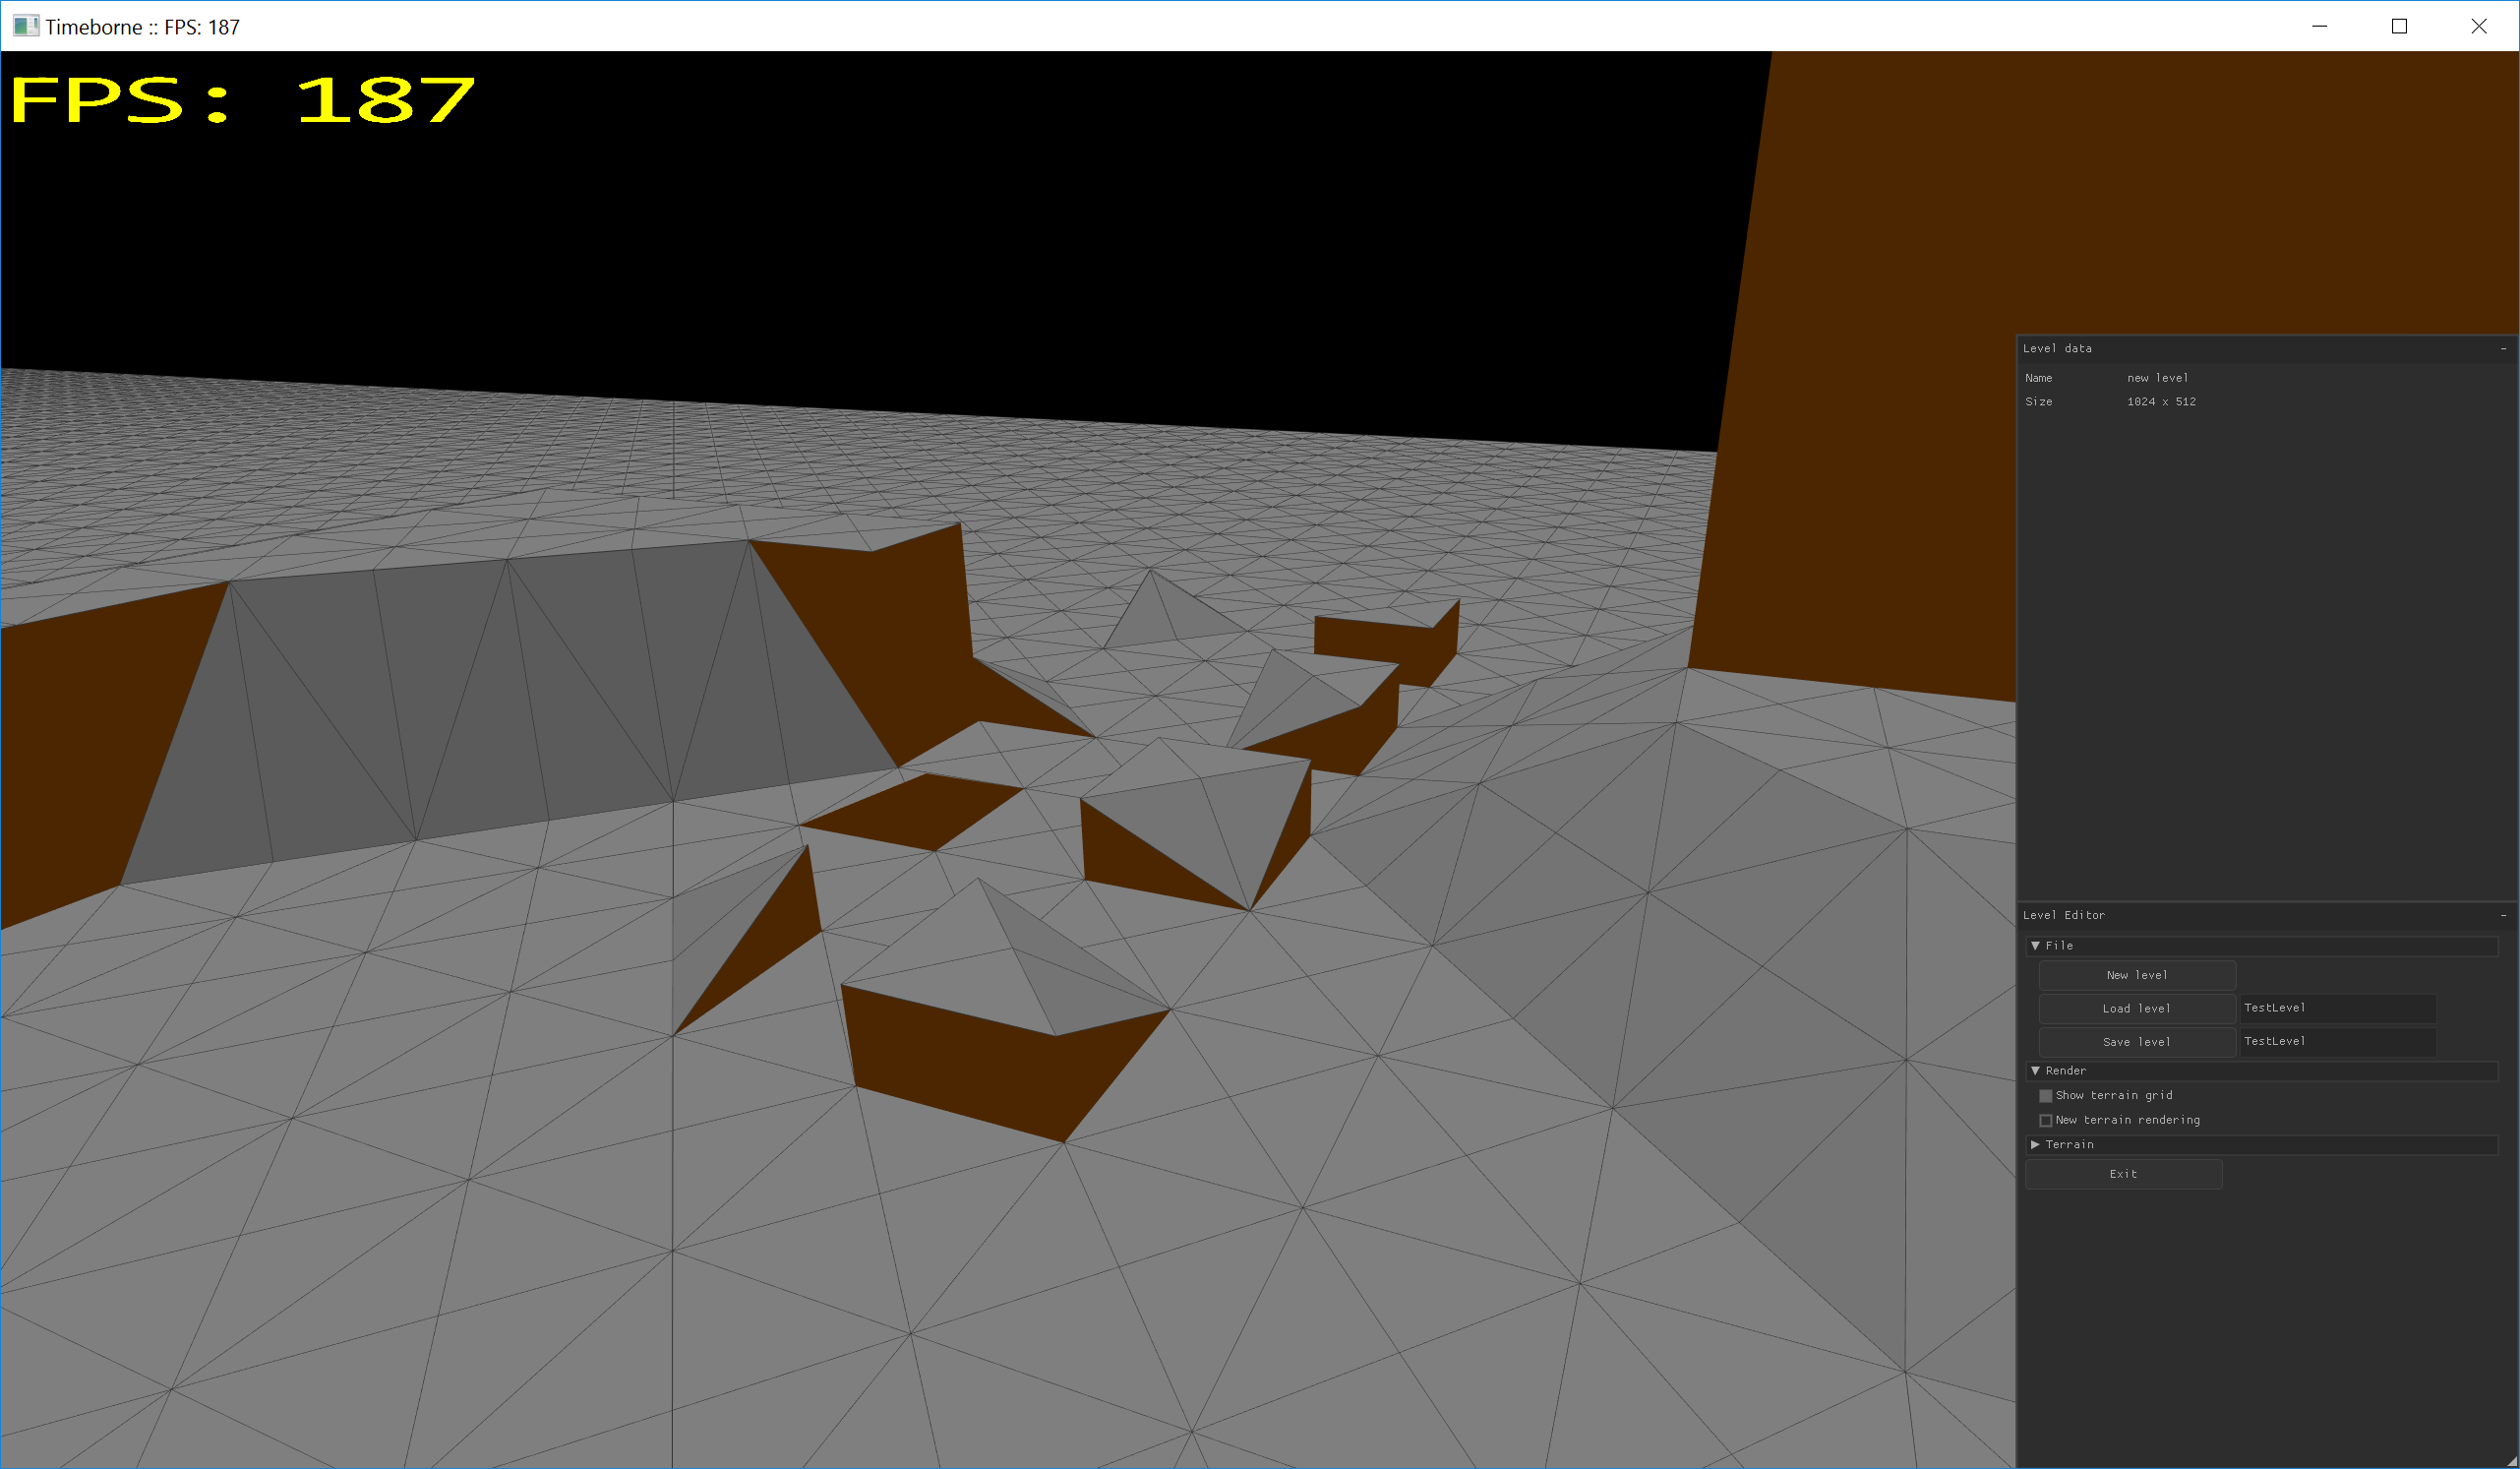 Timeborne :: FPS: 187
FPS: 187
Level data
Name new level
Size 1024 x 512
Level Editor
File
New level
Load level TestLevel
Save level TestLevel
Render
Show terrain grid
New terrain rendering
Terrain
Exit